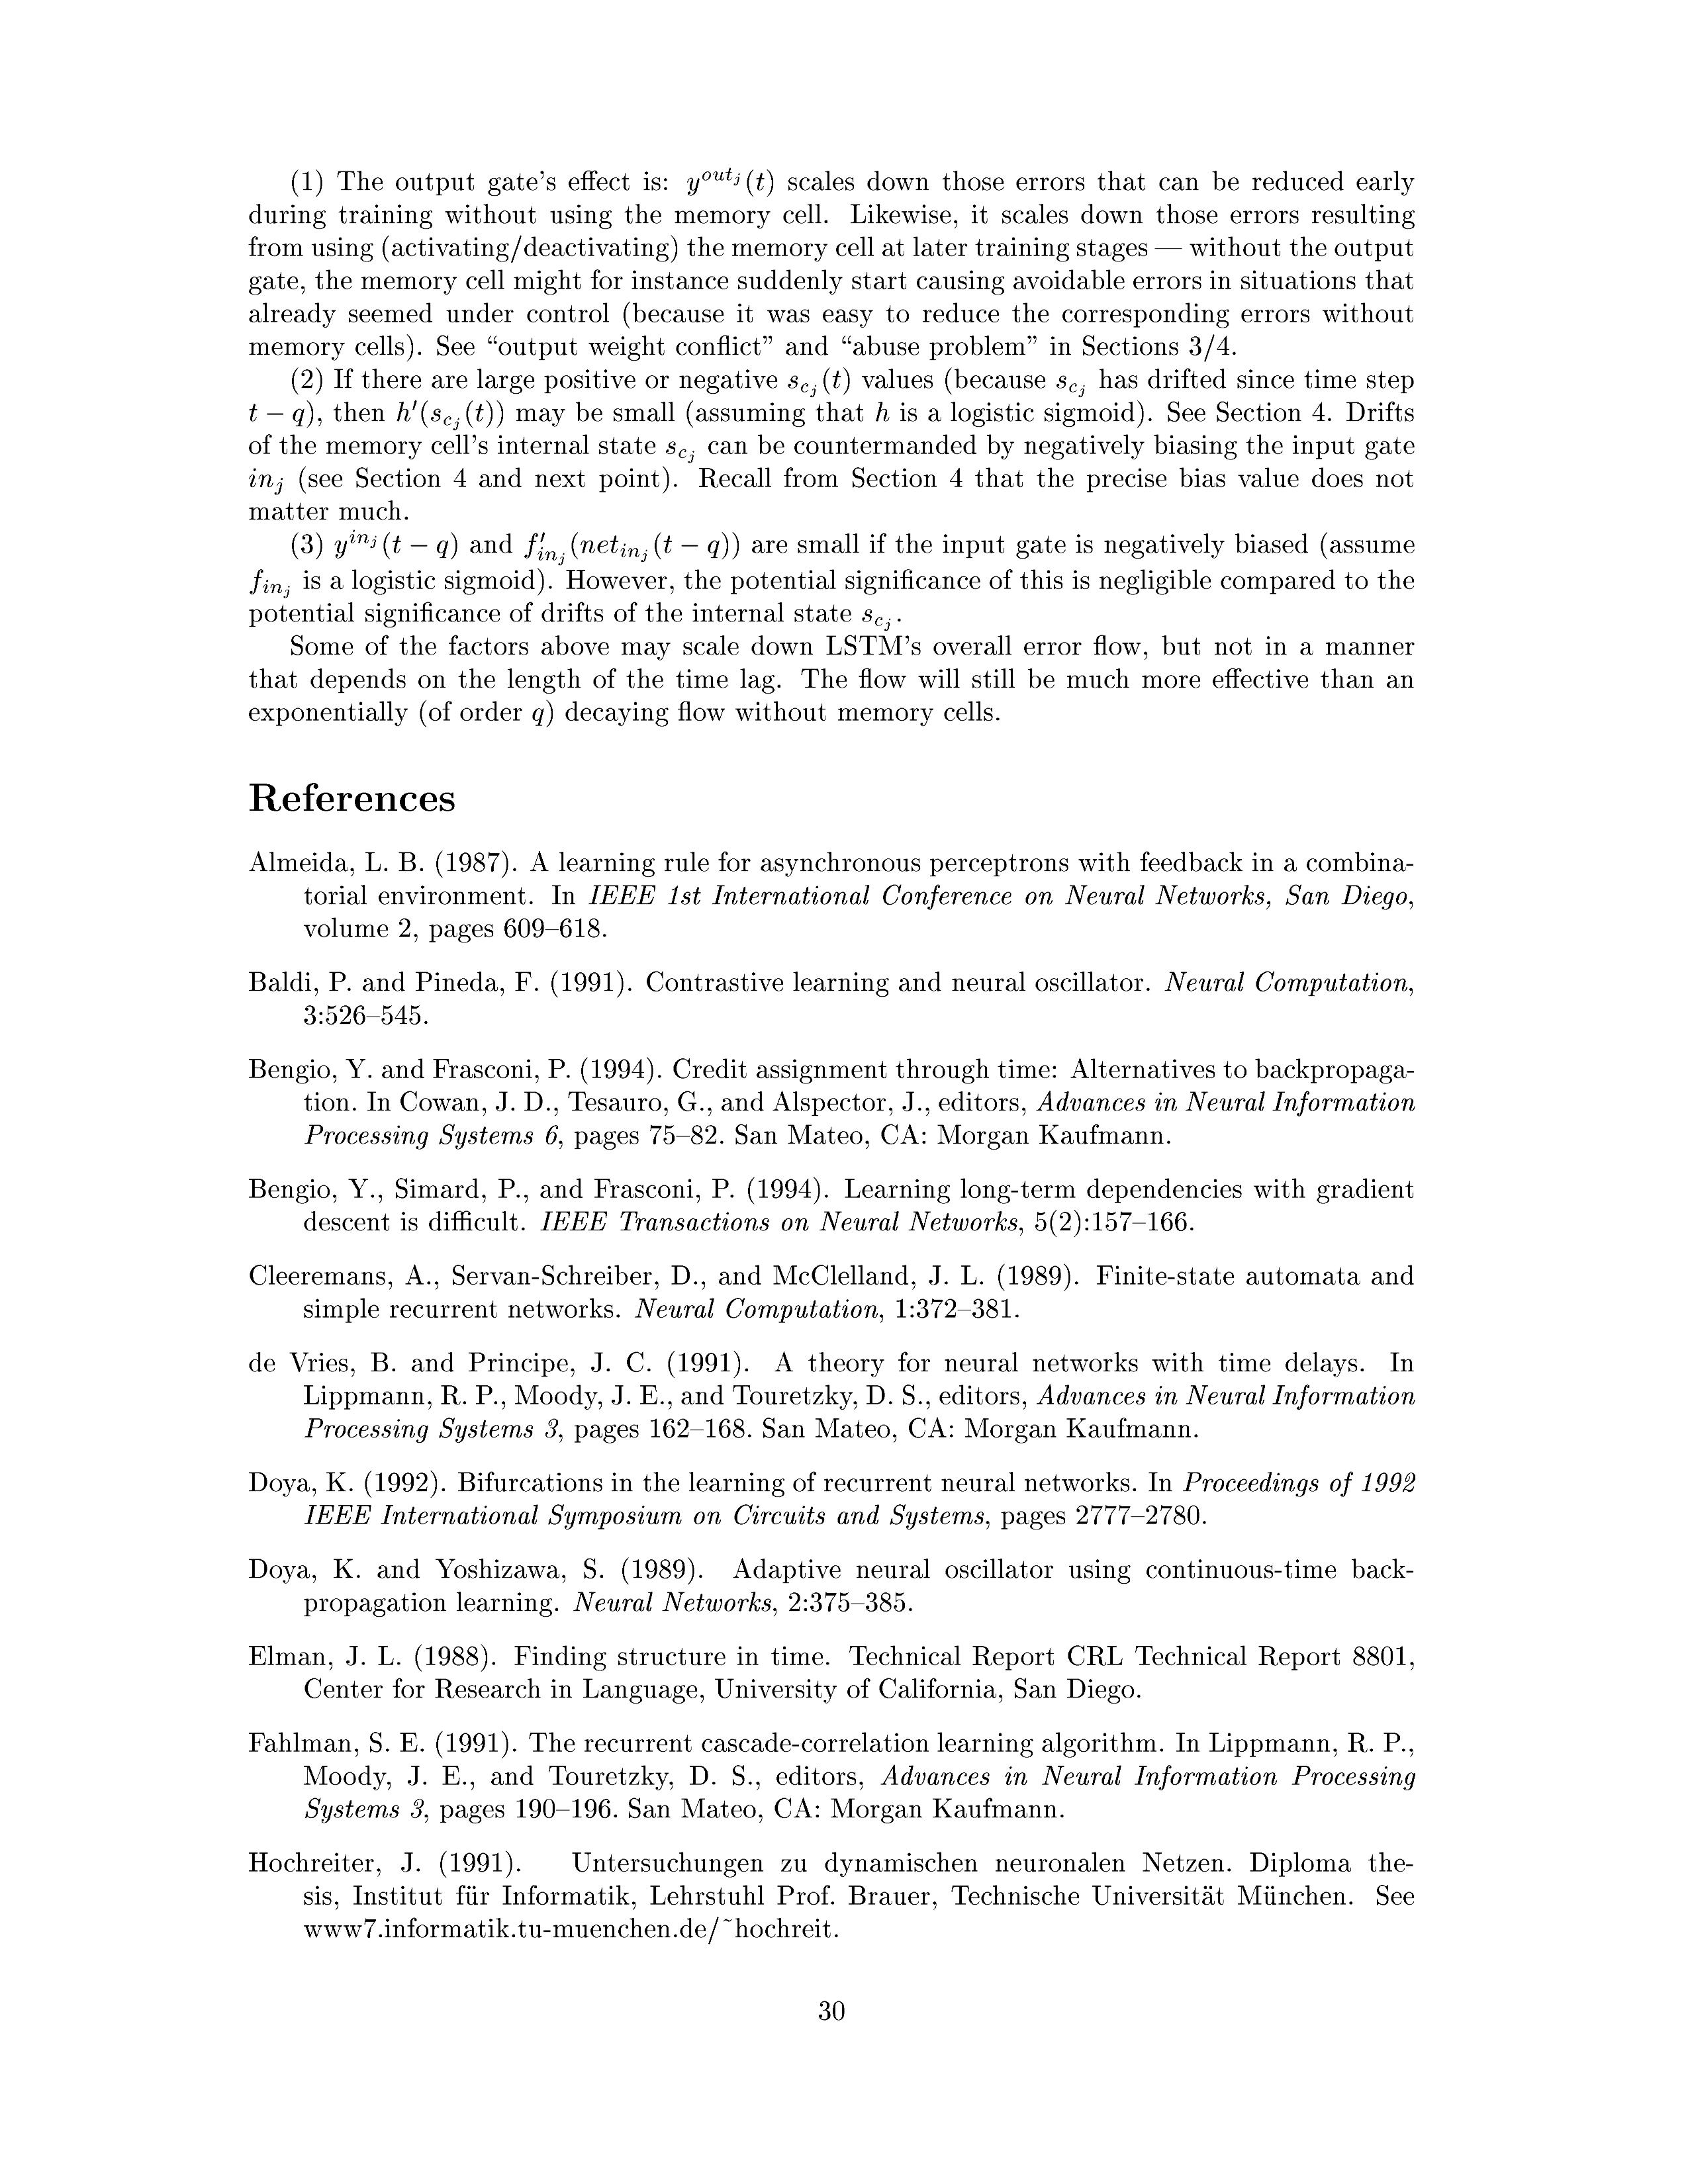 (1) The output gate's effect is: y^{out_j}(t) scales down those errors that can be reduced early
during training without using the memory cell. Likewise, it scales down those errors resulting
from using (activating/deactivating) the memory cell at later training stages — without the output
gate, the memory cell might for instance suddenly start causing avoidable errors in situations that
already seemed under control (because it was easy to reduce the corresponding errors without
memory cells). See “output weight conflict” and “abuse problem” in Sections 3/4.
(2) If there are large positive or negative s_{c_j}(t) values (because s_{c_j} has drifted since time step
t − q), then h′(s_{c_j}(t)) may be small (assuming that h is a logistic sigmoid). See Section 4. Drifts
of the memory cell's internal state s_{c_j} can be countermanded by negatively biasing the input gate
in_j (see Section 4 and next point). Recall from Section 4 that the precise bias value does not
matter much.
(3) y^{in_j}(t − q) and f′_{in_j}(net_{in_j}(t − q)) are small if the input gate is negatively biased (assume
f_{in_j} is a logistic sigmoid). However, the potential significance of this is negligible compared to the
potential significance of drifts of the internal state s_{c_j}.
Some of the factors above may scale down LSTM's overall error flow, but not in a manner
that depends on the length of the time lag. The flow will still be much more effective than an
exponentially (of order q) decaying flow without memory cells.
References
Almeida, L. B. (1987). A learning rule for asynchronous perceptrons with feedback in a combina-
torial environment. In IEEE 1st International Conference on Neural Networks, San Diego,
volume 2, pages 609–618.
Baldi, P. and Pineda, F. (1991). Contrastive learning and neural oscillator. Neural Computation,
3:526–545.
Bengio, Y. and Frasconi, P. (1994). Credit assignment through time: Alternatives to backpropaga-
tion. In Cowan, J. D., Tesauro, G., and Alspector, J., editors, Advances in Neural Information
Processing Systems 6, pages 75–82. San Mateo, CA: Morgan Kaufmann.
Bengio, Y., Simard, P., and Frasconi, P. (1994). Learning long-term dependencies with gradient
descent is difficult. IEEE Transactions on Neural Networks, 5(2):157–166.
Cleeremans, A., Servan-Schreiber, D., and McClelland, J. L. (1989). Finite-state automata and
simple recurrent networks. Neural Computation, 1:372–381.
de Vries, B. and Principe, J. C. (1991). A theory for neural networks with time delays. In
Lippmann, R. P., Moody, J. E., and Touretzky, D. S., editors, Advances in Neural Information
Processing Systems 3, pages 162–168. San Mateo, CA: Morgan Kaufmann.
Doya, K. (1992). Bifurcations in the learning of recurrent neural networks. In Proceedings of 1992
IEEE International Symposium on Circuits and Systems, pages 2777–2780.
Doya, K. and Yoshizawa, S. (1989). Adaptive neural oscillator using continuous-time back-
propagation learning. Neural Networks, 2:375–385.
Elman, J. L. (1988). Finding structure in time. Technical Report CRL Technical Report 8801,
Center for Research in Language, University of California, San Diego.
Fahlman, S. E. (1991). The recurrent cascade-correlation learning algorithm. In Lippmann, R. P.,
Moody, J. E., and Touretzky, D. S., editors, Advances in Neural Information Processing
Systems 3, pages 190–196. San Mateo, CA: Morgan Kaufmann.
Hochreiter, J. (1991). Untersuchungen zu dynamischen neuronalen Netzen. Diploma the-
sis, Institut für Informatik, Lehrstuhl Prof. Brauer, Technische Universität München. See
www7.informatik.tu-muenchen.de/~hochreit.
30